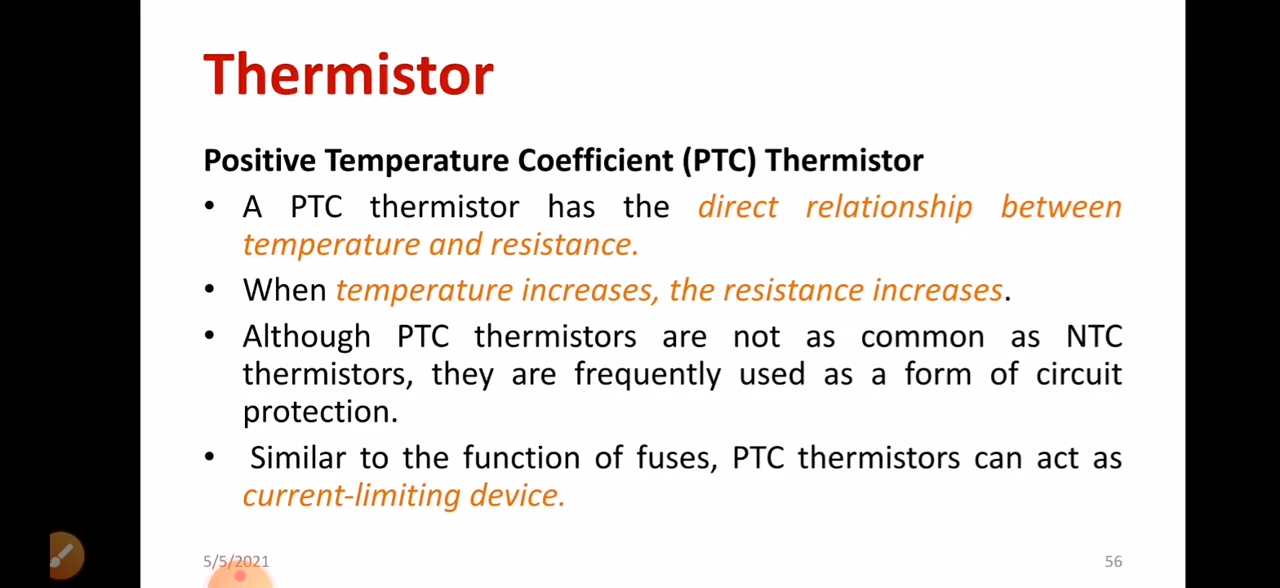 Thermistor
Positive Temperature Coefficient (PTC) Thermistor
• A PTC thermistor has the direct relationship between
temperature and resistance.
• When temperature increases, the resistance increases.
• Although PTC thermistors are not as common as NTC
thermistors, they are frequently used as a form of circuit
protection.
• Similar to the function of fuses, PTC thermistors can act as
current-limiting device.
5/5/2021
56